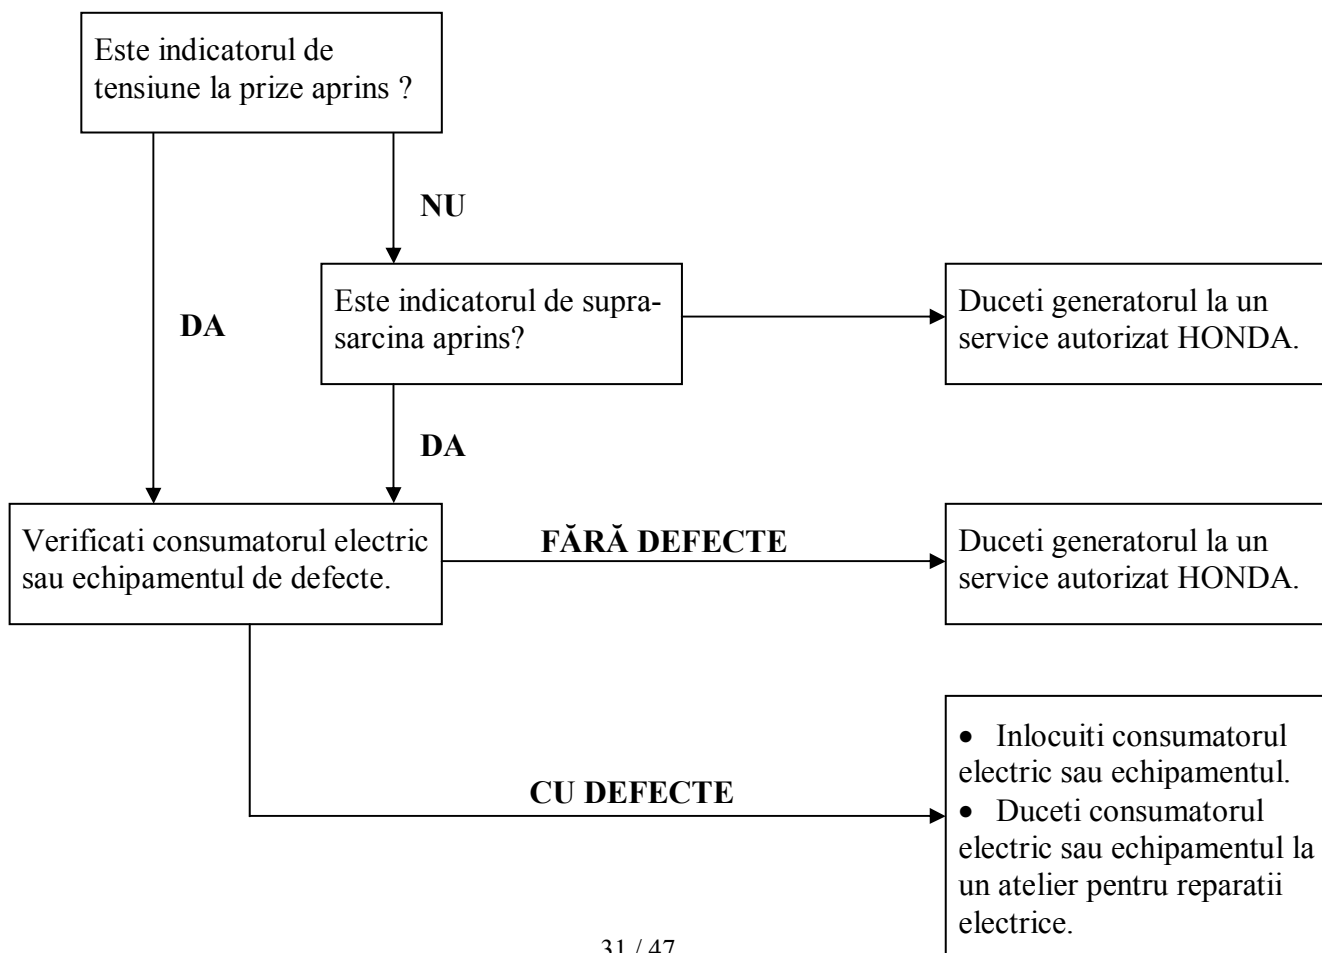 Este indicatorul de
tensiune la prize aprins ?
NU
Este indicatorul de supra-
sarcina aprins?
Duceti generatorul la un
service autorizat HONDA.
DA
DA
Verificati consumatorul electric
sau echipamentul de defecte.
FĂRĂ DEFECTE
Duceti generatorul la un
service autorizat HONDA.
• Inlocuiti consumatorul
electric sau echipamentul.
CU DEFECTE
• Duceti consumatorul
electric sau echipamentul la
un atelier pentru reparatii
electrice.
31 / 47